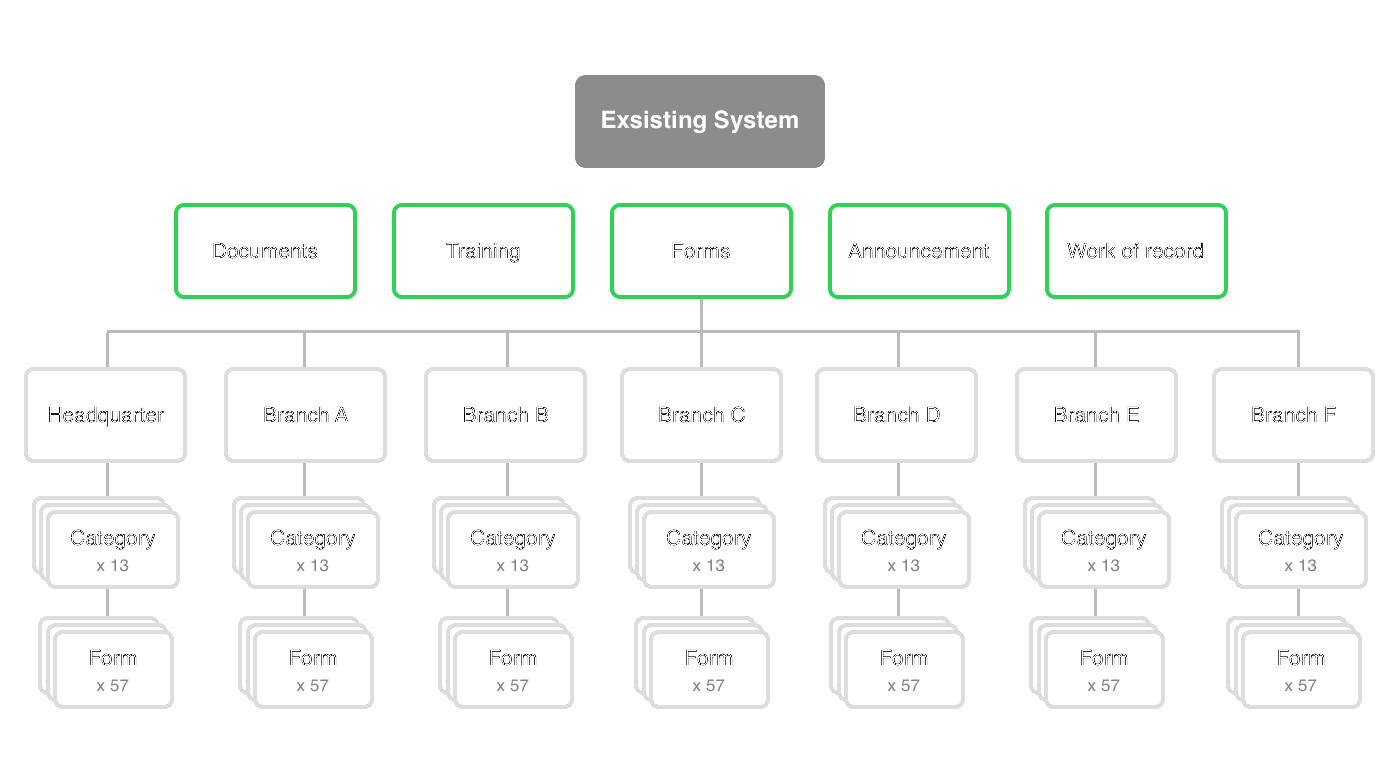 Exsisting System
Documents
Training
Forms
Announcement
Work of record
Headquarter
Branch A
Branch B
Branch C
Branch D
Branch E
Branch F
Category
x 13
Category
x 13
Category
x 13
Category
x 13
Category
x 13
Category
x 13
Category
x 13
Form
x 57
Form
x 57
Form
x 57
Form
x 57
Form
x 57
Form
x 57
Form
x 57